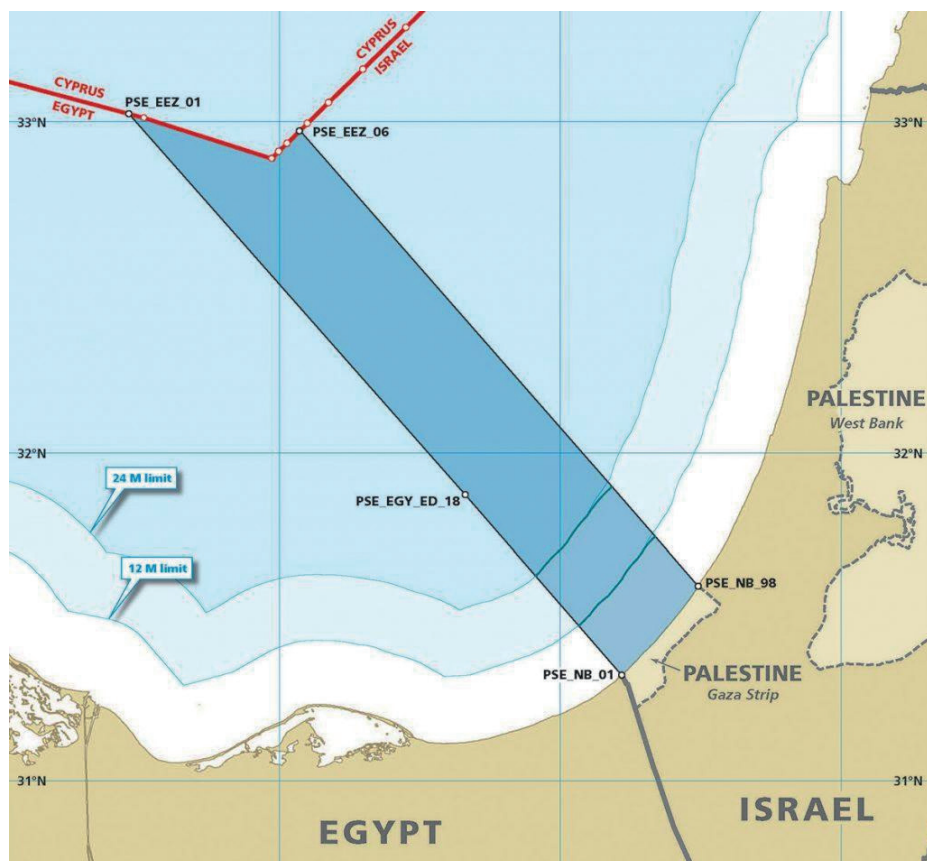 CYPRUS
ISRAEL
CYPRUS
EGYPT
PSE_EEZ_01
33°N
PSE_EEZ_06
33°N
PALESTINE
West Bank
32°N
32°N
24 M limit
PSE_EGY_ED_18
12 M limit
PSE_NB_98
PSE_NB_01
PALESTINE
Gaza Strip
31°N
31°N
ISRAEL
EGYPT